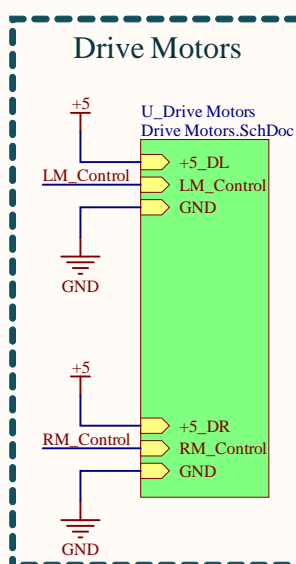 Drive Motors
+5
U_Drive Motors
Drive Motors.SchDoc
+5_DL
LM_Control
LM_Control
GND
GND
+5
+5_DR
RM_Control
RM_Control
GND
GND